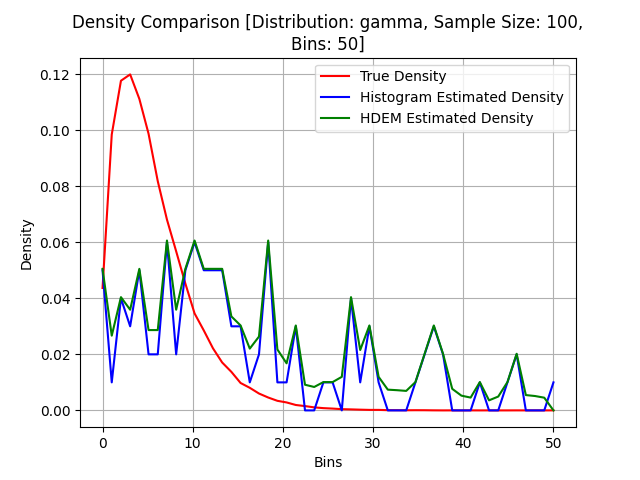 Density Comparison [Distribution: gamma, Sample Size: 100,
Bins: 50]
True Density
Histogram Estimated Density
HDEM Estimated Density
Density
0.12
0.10
0.08
0.06
0.04
0.02
0.00
0 10 20 30 40 50
Bins